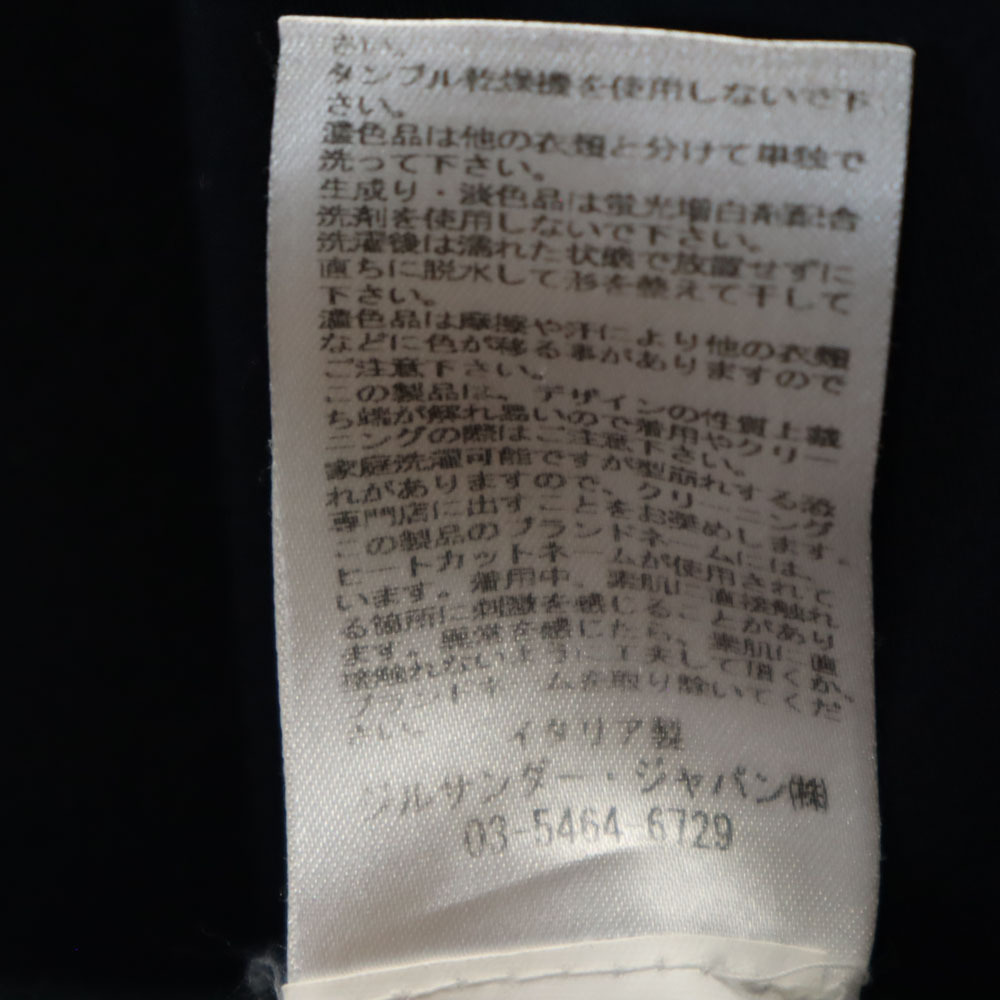 さい。
タンブル乾燥機を使用しないで下
さい。
濃色品は他の衣類と分けて単独で
洗って下さい。
生成り・淡色品は蛍光増白剤配合
洗剤を使用しないで下さい。
洗濯後は濡れた状態で放置せずに
直ちに脱水して形を整えて干して
下さい。
濃色品は摩擦や汗により他の衣類
などに色が移る事がありますので
ご注意下さい。
この製品は、デザインの性質上裁
ち端が解れ易いので着用やクリー
ニングの際はご注意下さい。
家庭洗濯可能ですが型崩れする恐
れがありますので、クリーニング
専門店に出すことをお薦めします。
この製品のブランドネームには、
ヒートカットネームが使用されて
います。着用中、素肌に直接触れ
る箇所に刺激を感じることがあり
ます。異常を感じたら、素肌に直
接触れないように工夫して頂くか、
ブランドネームを取り除いてくだ
さい。
イタリア製
ジルサンダー・ジャパン㈱
03-5464-6729